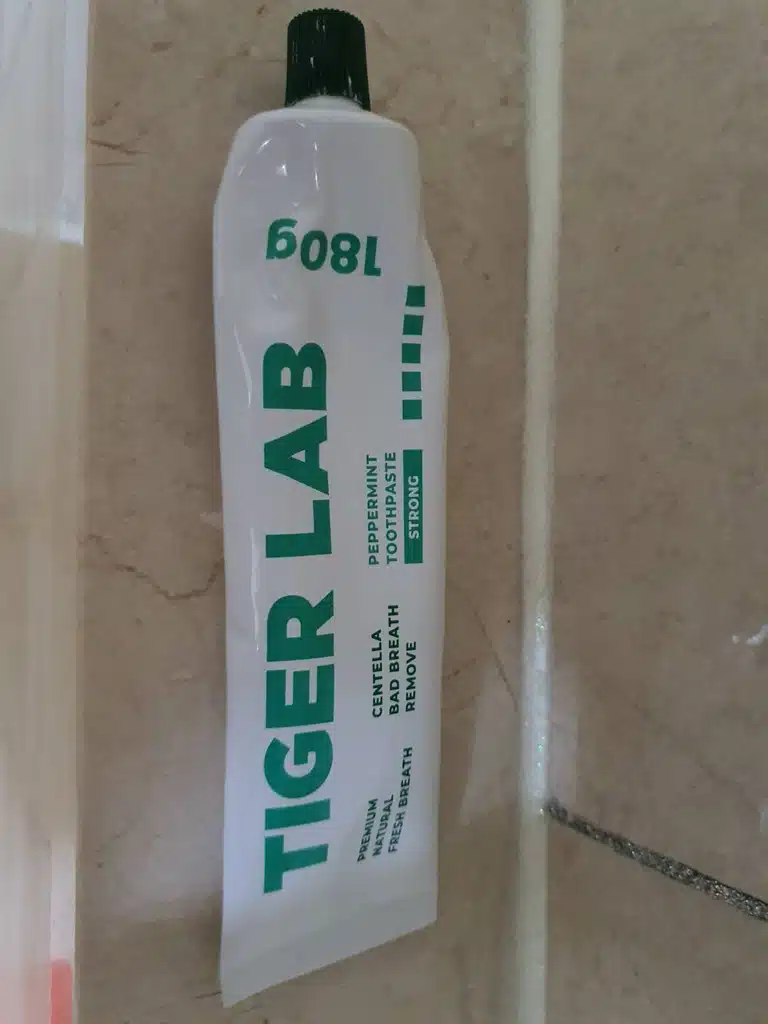 TIGER LAB
PREMIUM
NATURAL
FRESH BREATH
CENTELLA
BAD BREATH
REMOVE
PEPPERMINT
TOOTHPASTE
STRONG
180g